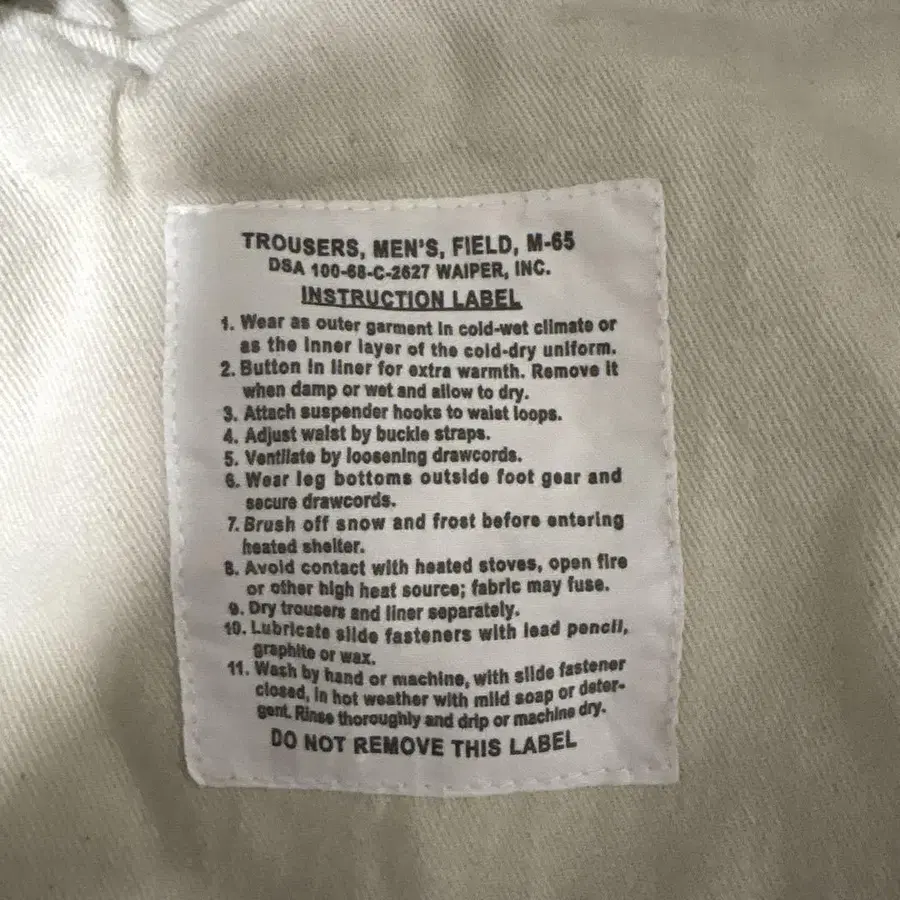 TROUSERS, MEN'S, FIELD, M-65
DSA 100-68-C-2627 WAIPER, INC.
INSTRUCTION LABEL
1. Wear as outer garment in cold-wet climate or
as the inner layer of the cold-dry uniform.
2. Button in liner for extra warmth. Remove it
when damp or wet and allow to dry.
3. Attach suspender hooks to waist loops.
4. Adjust waist by buckle straps.
5. Ventilate by loosening drawcords.
6. Wear leg bottoms outside foot gear and
secure drawcords.
7. Brush off snow and frost before entering
heated shelter.
8. Avoid contact with heated stoves, open fire
or other high heat source; fabric may fuse.
9. Dry trousers and liner separately.
10. Lubricate slide fasteners with lead pencil,
graphite or wax.
11. Wash by hand or machine, with slide fastener
closed, in hot weather with mild soap or deter-
gent. Rinse thoroughly and drip or machine dry.
DO NOT REMOVE THIS LABEL